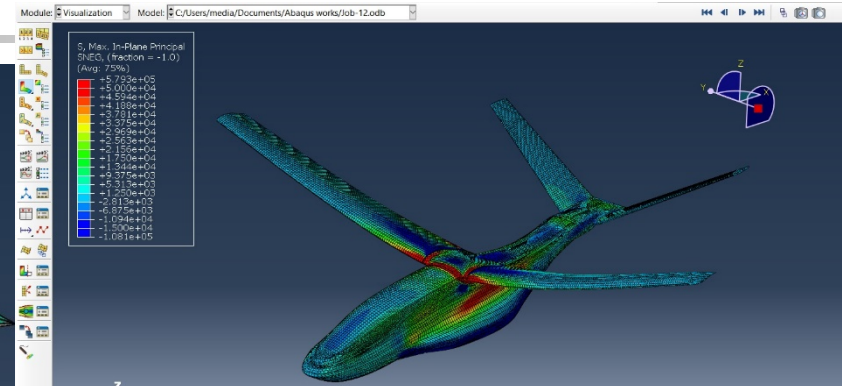 Module: Visualization Model: C:/Users/media/Documents/Abaqus works/Job-12.odb
S, Max. In-Plane Principal
SNEG, (fraction = -1.0)
(Avg: 75%)
+5.793e+05
+5.000e+04
+4.594e+04
+4.188e+04
+3.781e+04
+3.375e+04
+2.969e+04
+2.563e+04
+2.156e+04
+1.750e+04
+1.344e+04
+9.375e+03
+5.313e+03
+1.250e+03
-2.813e+03
-6.875e+03
-1.094e+04
-1.500e+04
-1.081e+05
Z
Y
X
Z